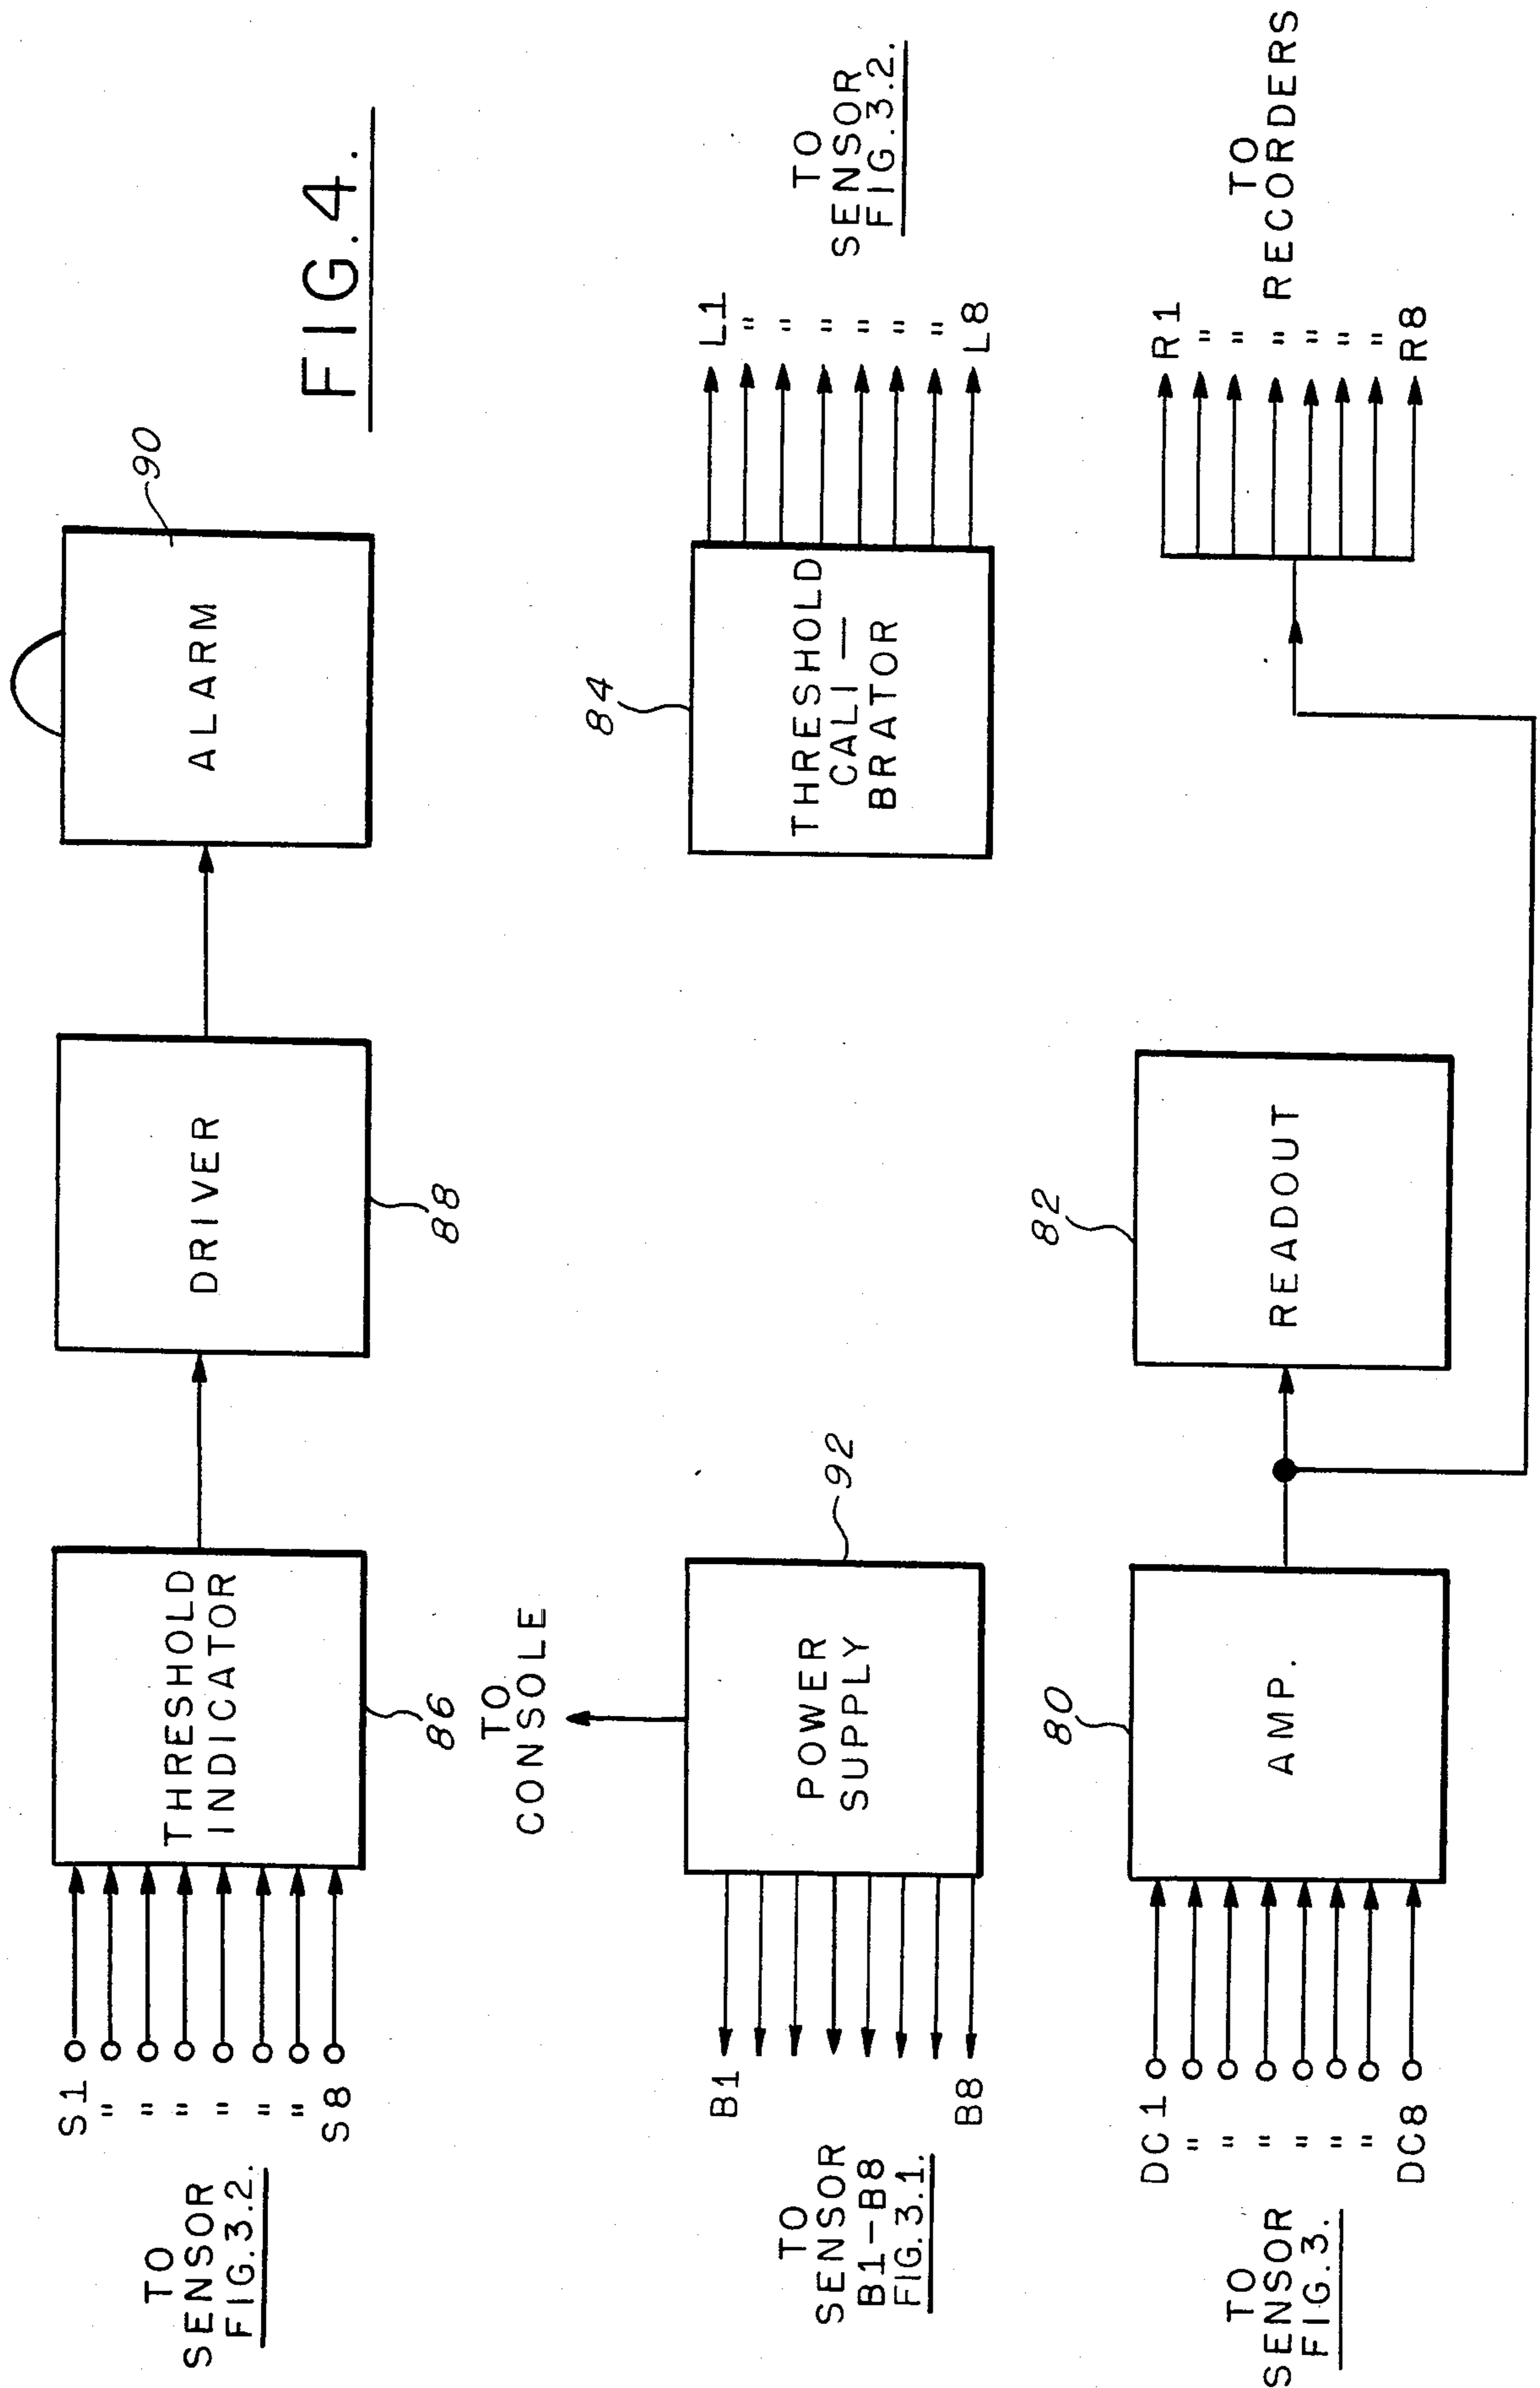 FIG. 4.
S1
"
"
"
"
"
"
S8
TO
SENSOR
FIG.3.2.
THRESHOLD
INDICATOR
86
DRIVER
88
ALARM
90
TO
CONSOLE
B1
B8
TO
SENSOR
B1-B8
FIG.3.1.
POWER
SUPPLY
92
84
THRESHOLD
CALI —
BRATOR
L1
"
"
"
"
"
"
L8
TO
SENSOR
FIG.3.2.
DC1
"
"
"
"
"
"
DC8
TO
SENSOR
FIG.3.
80
AMP.
82
READOUT
R1
"
"
"
"
"
"
R8
TO
RECORDERS